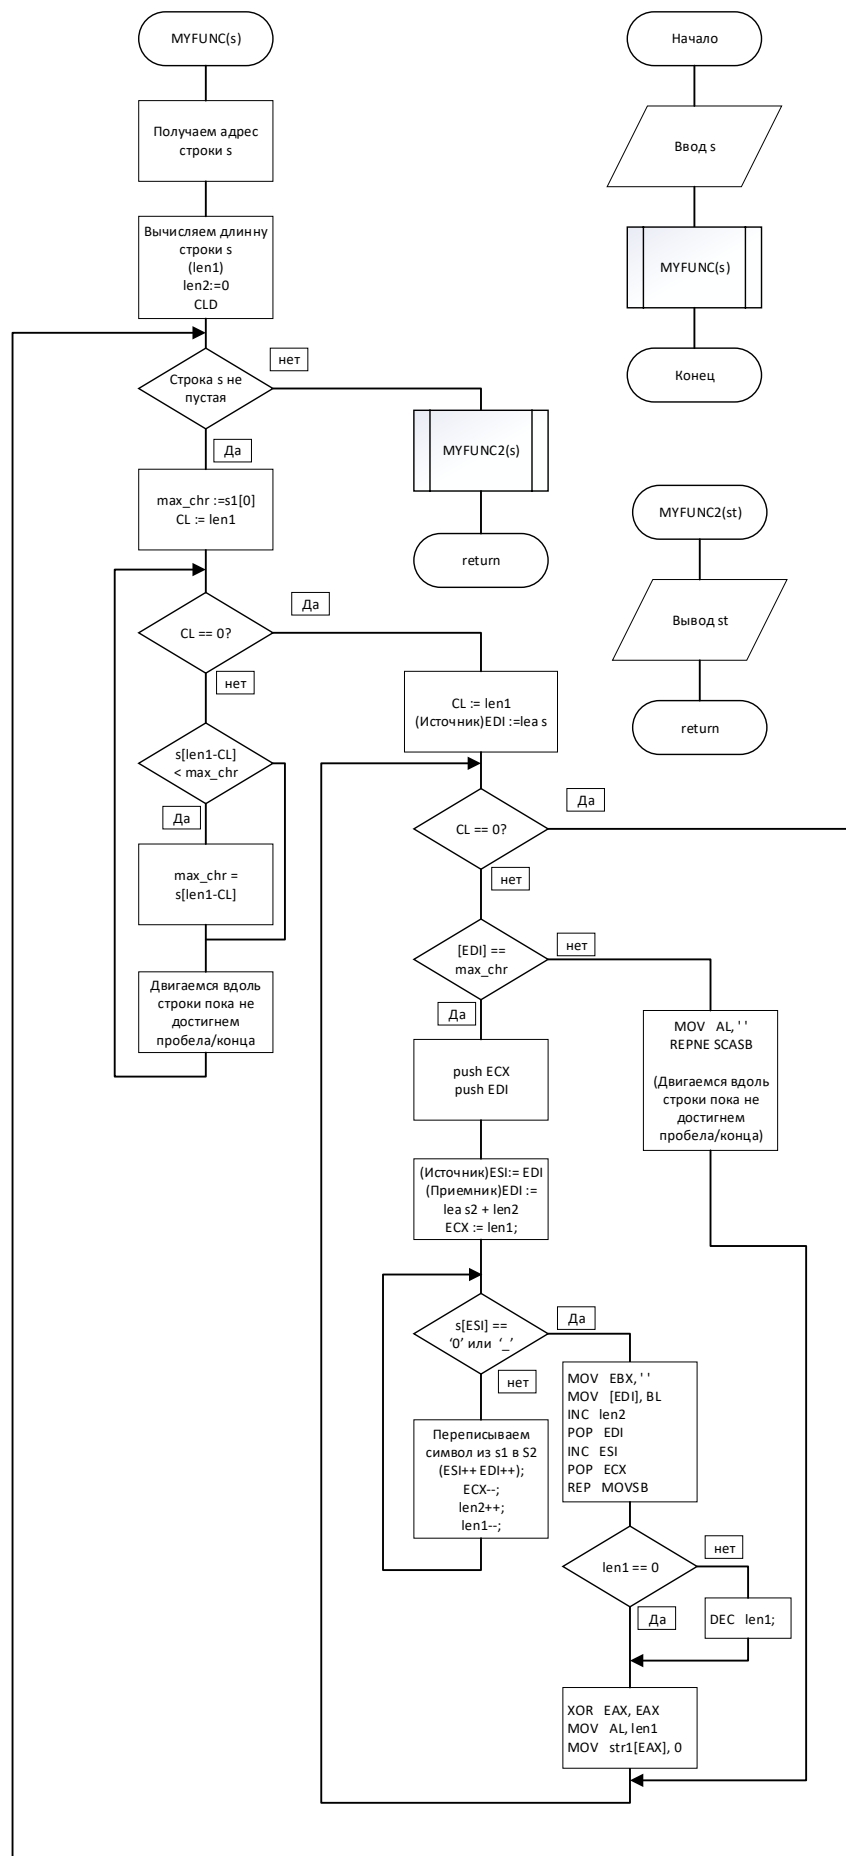 MYFUNC(s)
Получаем адрес
строки s
Вычисляем длинну
строки s
(len1)
len2:=0
CLD
Строка s не
пустая
нет
Да
MYFUNC2(s)
return
max_chr :=s1[0]
CL := len1
CL == 0?
Да
нет
s[len1-CL]
< max_chr
Да
max_chr =
s[len1-CL]
Двигаемся вдоль
строки пока не
достигнем
пробела/конца
CL := len1
(Источник)EDI :=lea s
CL == 0?
Да
нет
[EDI] ==
max_chr
нет
Да
MOV AL, ' '
REPNE SCASB
(Двигаемся вдоль
строки пока не
достигнем
пробела/конца)
push ECX
push EDI
(Источник)ESI:= EDI
(Приемник)EDI :=
lea s2 + len2
ECX := len1;
s[ESI] ==
‘0’ или ‘_’
Да
нет
Переписываем
символ из s1 в S2
(ESI++ EDI++);
ECX--;
len2++;
len1--;
MOV EBX, ' '
MOV [EDI], BL
INC len2
POP EDI
INC ESI
POP ECX
REP MOVSB
len1 == 0
нет
Да
DEC len1;
XOR EAX, EAX
MOV AL, len1
MOV str1[EAX], 0
Начало
Ввод s
MYFUNC(s)
Конец
MYFUNC2(st)
Вывод st
return